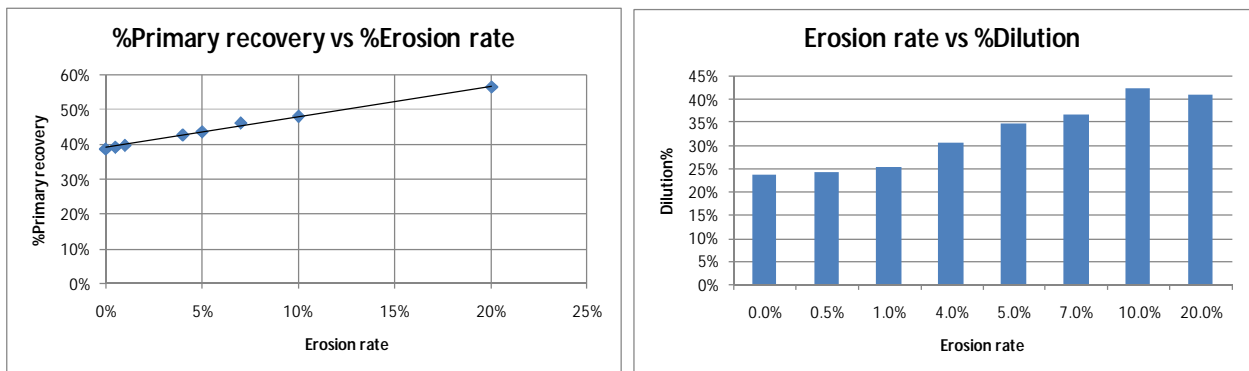 %Primary recovery vs %Erosion rate
60%
50%
40%
30%
20%
10%
0%
%Primary recovery
0% 5% 10% 15% 20% 25%
Erosion rate
Erosion rate vs %Dilution
45%
40%
35%
30%
25%
20%
15%
10%
5%
0%
Dilution%
0.0% 0.5% 1.0% 4.0% 5.0% 7.0% 10.0% 20.0%
Erosion rate